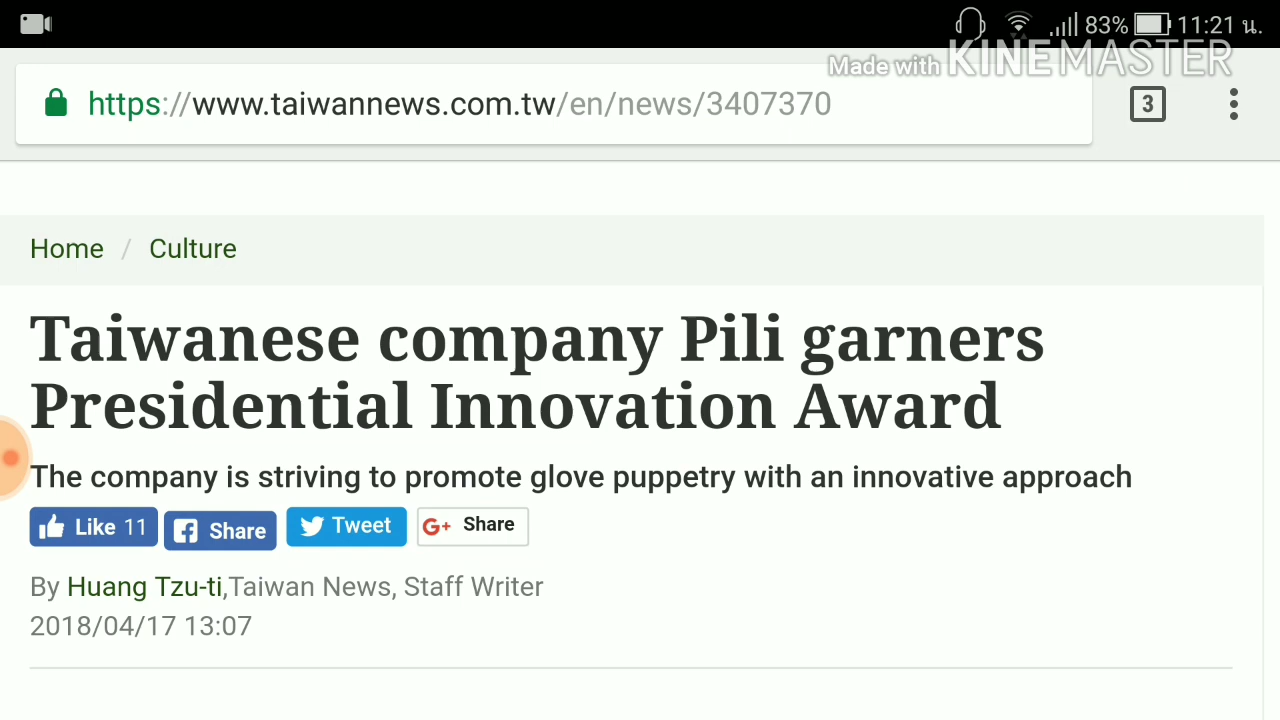 83% 11:21 น.
Made with KINEMASTER
https://www.taiwannews.com.tw/en/news/3407370
3
Home / Culture
Taiwanese company Pili garners
Presidential Innovation Award
The company is striving to promote glove puppetry with an innovative approach
Like 11 Share Tweet G+ Share
By Huang Tzu-ti,Taiwan News, Staff Writer
2018/04/17 13:07